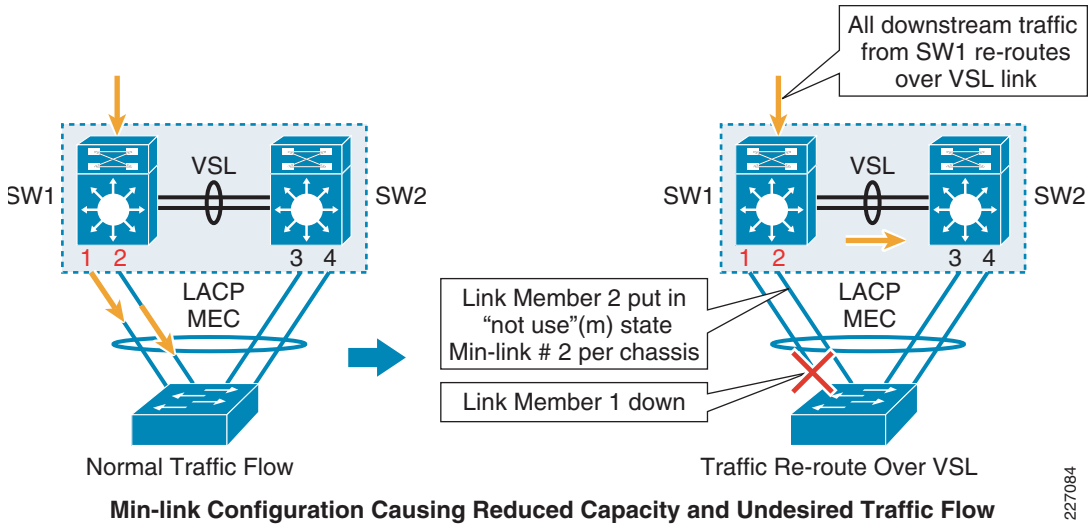 All downstream traffic
from SW1 re-routes
over VSL link
VSL
SW1
SW2
1 2
3 4
LACP
MEC
Normal Traffic Flow
VSL
SW1
SW2
1 2
3 4
LACP
MEC
Link Member 2 put in
“not use”(m) state
Min-link # 2 per chassis
Link Member 1 down
Traffic Re-route Over VSL
227084
Min-link Configuration Causing Reduced Capacity and Undesired Traffic Flow